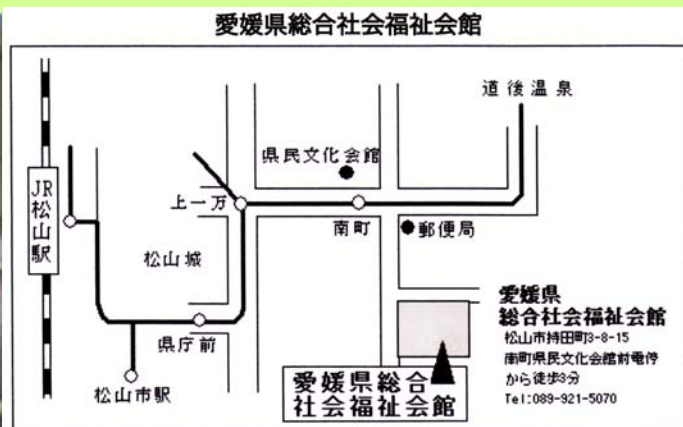 愛媛県総合社会福祉会館
道後温泉
県民文化会館
JR松山駅
上一万
南町
郵便局
松山城
県庁前
松山市駅
愛媛県
総合社会福祉会館
松山市持田町3-8-15
南町県民文化会館前電停
から徒歩3分
Tel:089-921-5070
愛媛県総合
社会福祉会館